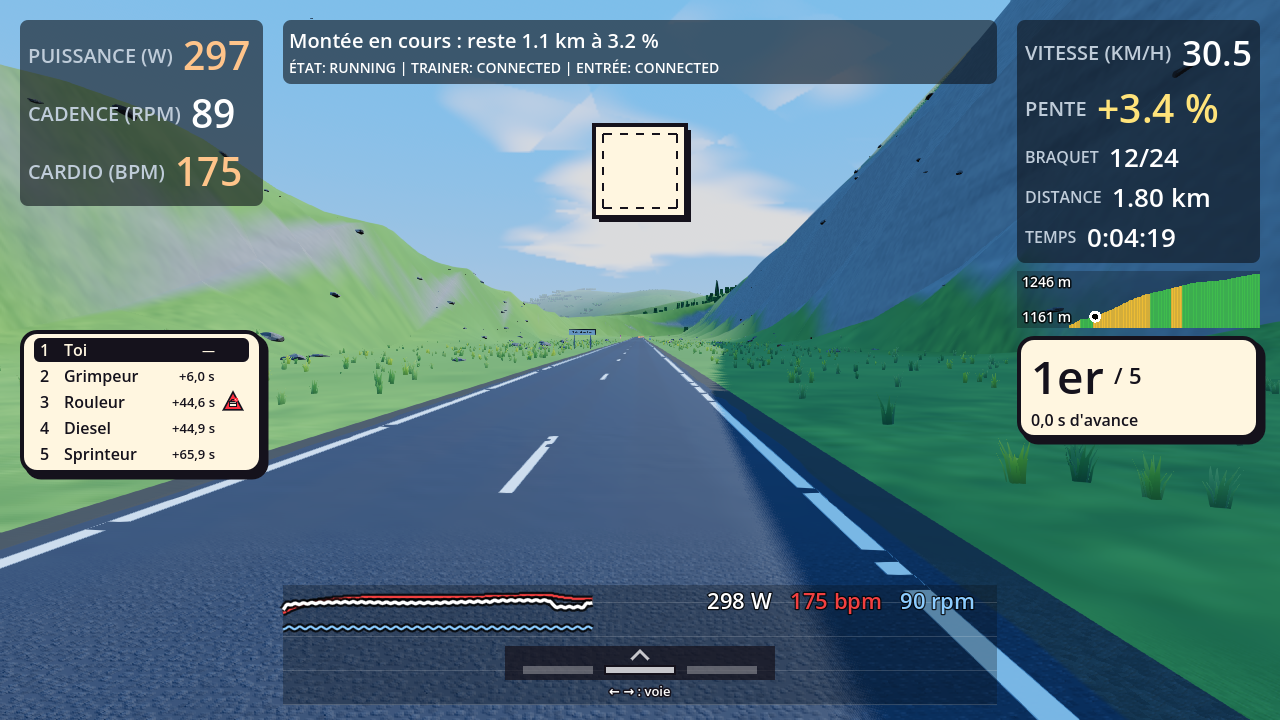 PUISSANCE (W) 297
CADENCE (RPM) 89
CARDIO (BPM) 175
Montée en cours : reste 1.1 km à 3.2 %
ÉTAT: RUNNING | TRAINER: CONNECTED | ENTRÉE: CONNECTED
VITESSE (KM/H) 30.5
PENTE +3.4 %
BRAQUET 12/24
DISTANCE 1.80 km
TEMPS 0:04:19
1246 m
1161 m
1er / 5
0,0 s d'avance
1 Toi —
2 Grimpeur +6,0 s
3 Rouleur +44,6 s
4 Diesel +44,9 s
5 Sprinteur +65,9 s
298 W 175 bpm 90 rpm
← → : voie